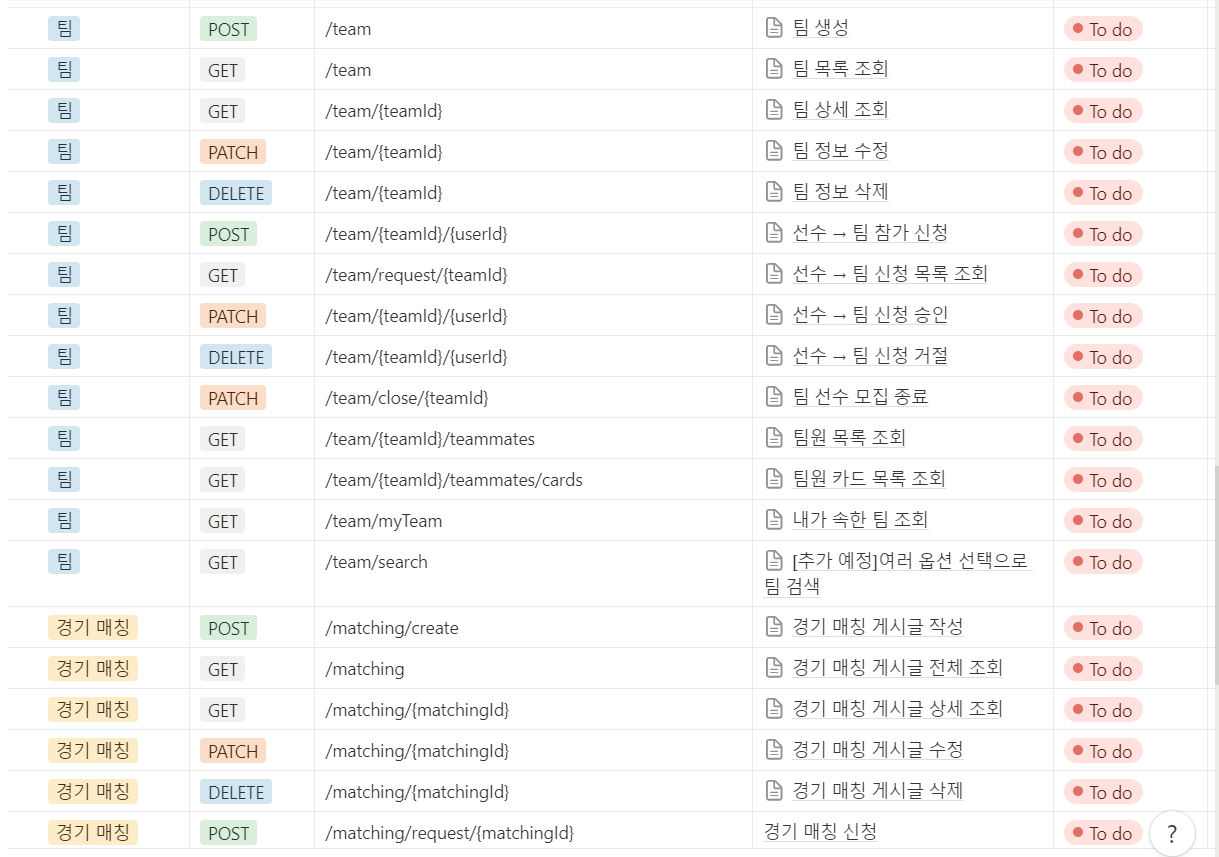 팀 POST /team 팀 생성 To do
팀 GET /team 팀 목록 조회 To do
팀 GET /team/{teamId} 팀 상세 조회 To do
팀 PATCH /team/{teamId} 팀 정보 수정 To do
팀 DELETE /team/{teamId} 팀 정보 삭제 To do
팀 POST /team/{teamId}/{userId} 선수 → 팀 참가 신청 To do
팀 GET /team/request/{teamId} 선수 → 팀 신청 목록 조회 To do
팀 PATCH /team/{teamId}/{userId} 선수 → 팀 신청 승인 To do
팀 DELETE /team/{teamId}/{userId} 선수 → 팀 신청 거절 To do
팀 PATCH /team/close/{teamId} 팀 선수 모집 종료 To do
팀 GET /team/{teamId}/teammates 팀원 목록 조회 To do
팀 GET /team/{teamId}/teammates/cards 팀원 카드 목록 조회 To do
팀 GET /team/myTeam 내가 속한 팀 조회 To do
팀 GET /team/search [추가 예정]여러 옵션 선택으로 To do
팀 검색
경기 매칭 POST /matching/create 경기 매칭 게시글 작성 To do
경기 매칭 GET /matching 경기 매칭 게시글 전체 조회 To do
경기 매칭 GET /matching/{matchingId} 경기 매칭 게시글 상세 조회 To do
경기 매칭 PATCH /matching/{matchingId} 경기 매칭 게시글 수정 To do
경기 매칭 DELETE /matching/{matchingId} 경기 매칭 게시글 삭제 To do
경기 매칭 POST /matching/request/{matchingId} 경기 매칭 신청 To do ?